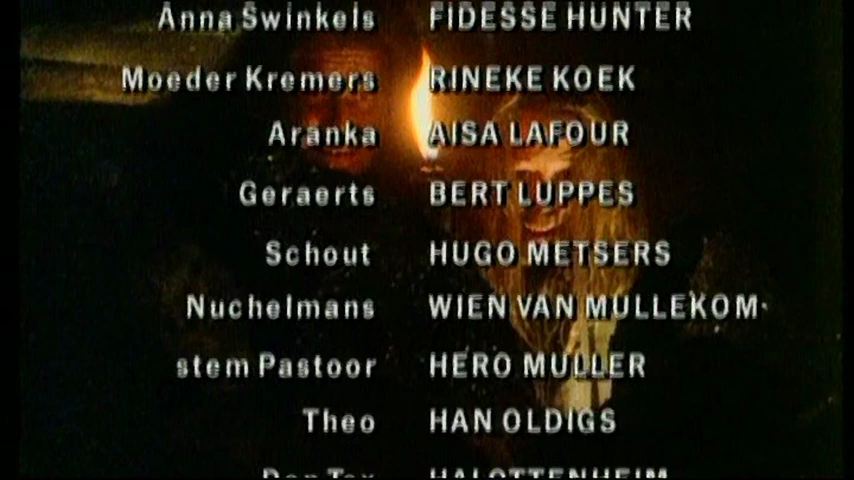 Anna Swinkels FIDESSE HUNTER
Moeder Kremers RINEKE KOEK
Aranka AISA LAFOUR
Geraerts BERT LUPPES
Schout HUGO METSERS
Nuchelmans WIEN VAN MULLEKOM
stem Pastoor HERO MULLER
Theo HAN OLDIGS